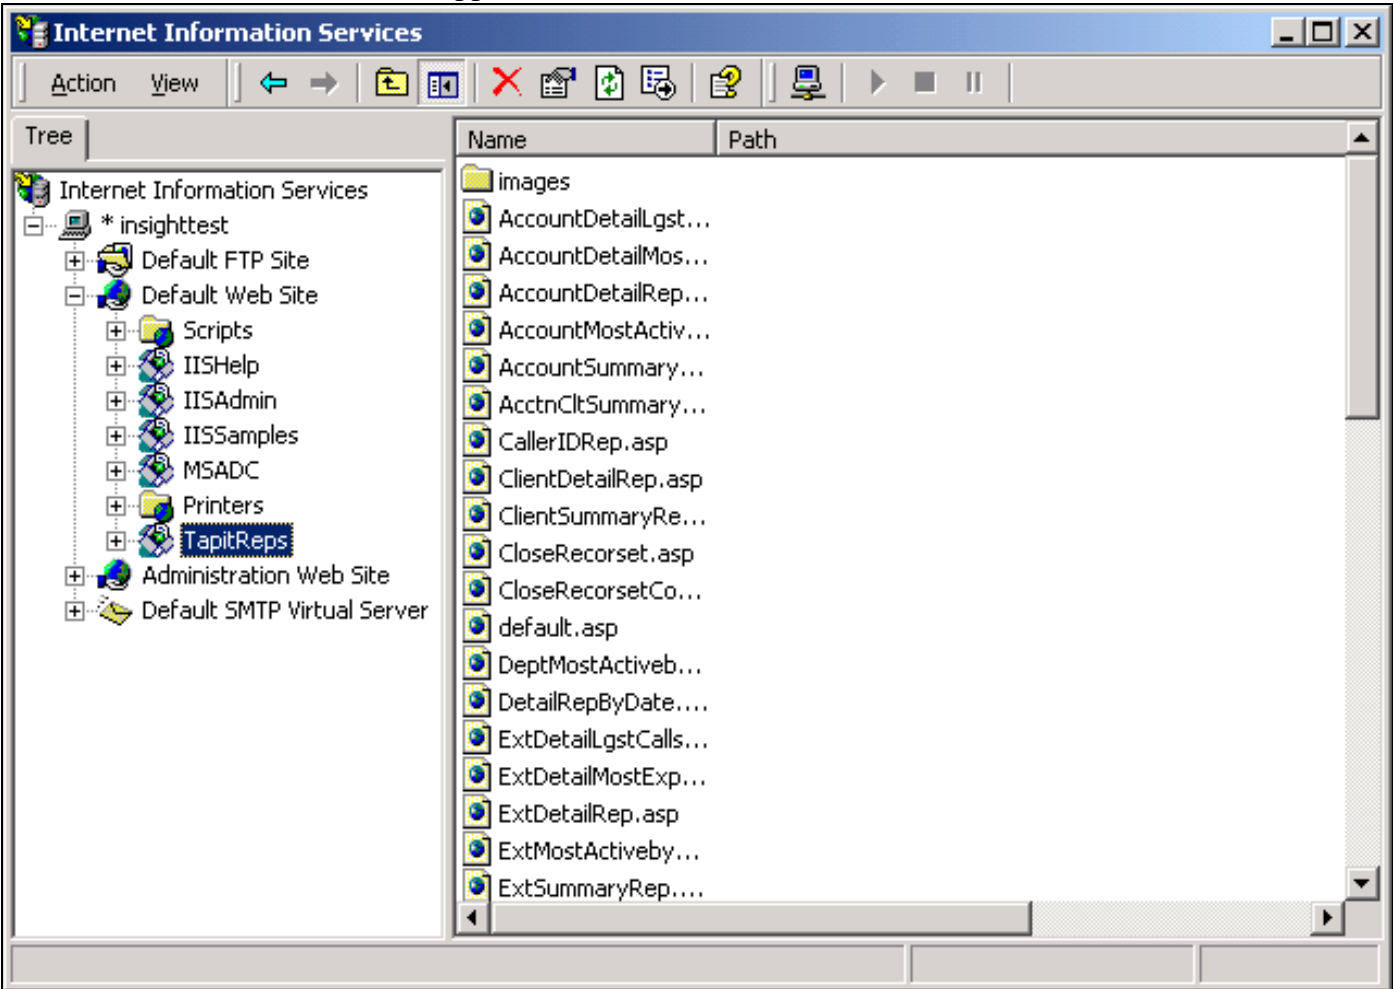 Internet Information Services
Action View
Tree
Name Path
Internet Information Services
* insighttest
Default FTP Site
Default Web Site
Scripts
IISHelp
IISAdmin
IISSamples
MSADC
Printers
TapitReps
Administration Web Site
Default SMTP Virtual Server
images
AccountDetailLgst...
AccountDetailMos...
AccountDetailRep...
AccountMostActiv...
AccountSummary...
AcctnCltSummary...
CallerIDRep.asp
ClientDetailRep.asp
ClientSummaryRe...
CloseRecorset.asp
CloseRecorsetCo...
default.asp
DeptMostActiveb...
DetailRepByDate....
ExtDetailLgstCalls...
ExtDetailMostExp...
ExtDetailRep.asp
ExtMostActiveby...
ExtSummaryRep....